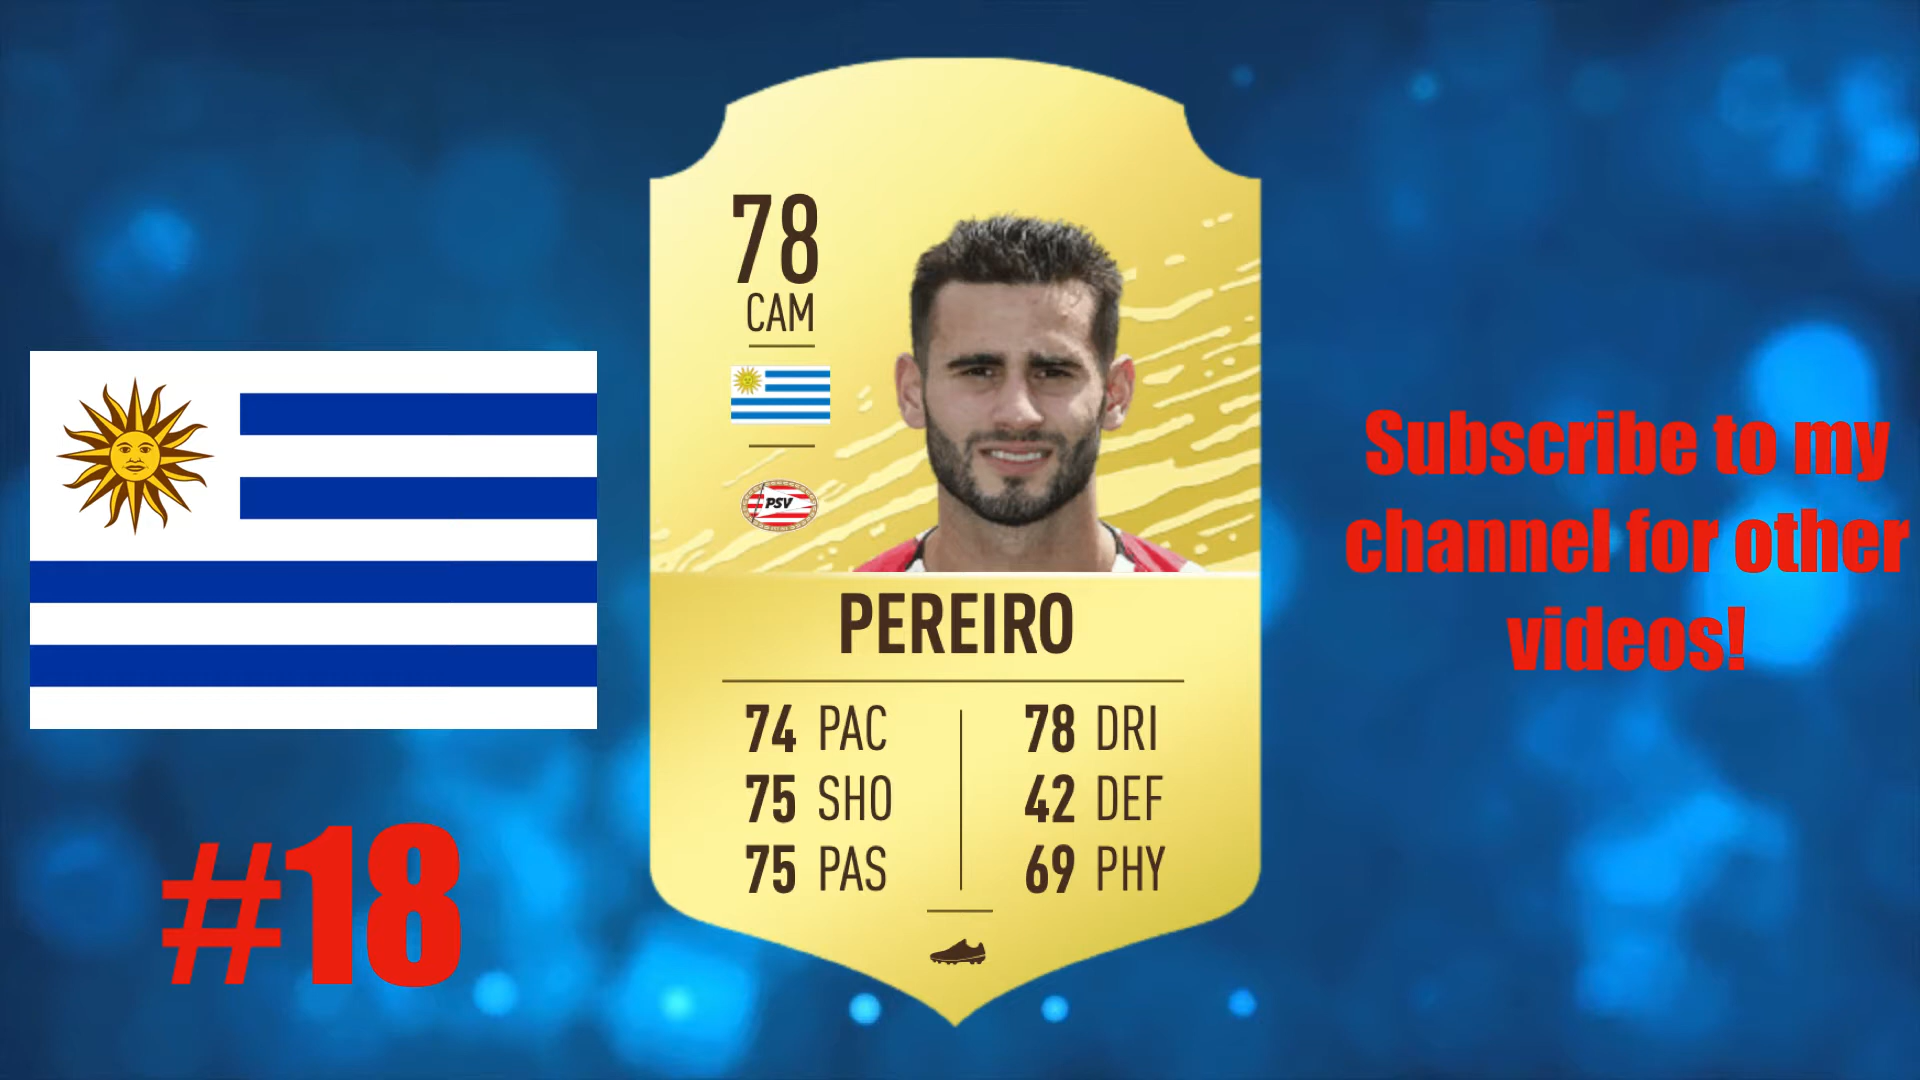 78
CAM
PSV
PEREIRO
74 PAC
75 SHO
75 PAS
78 DRI
42 DEF
69 PHY
#18
Subscribe to my
channel for other
videos!